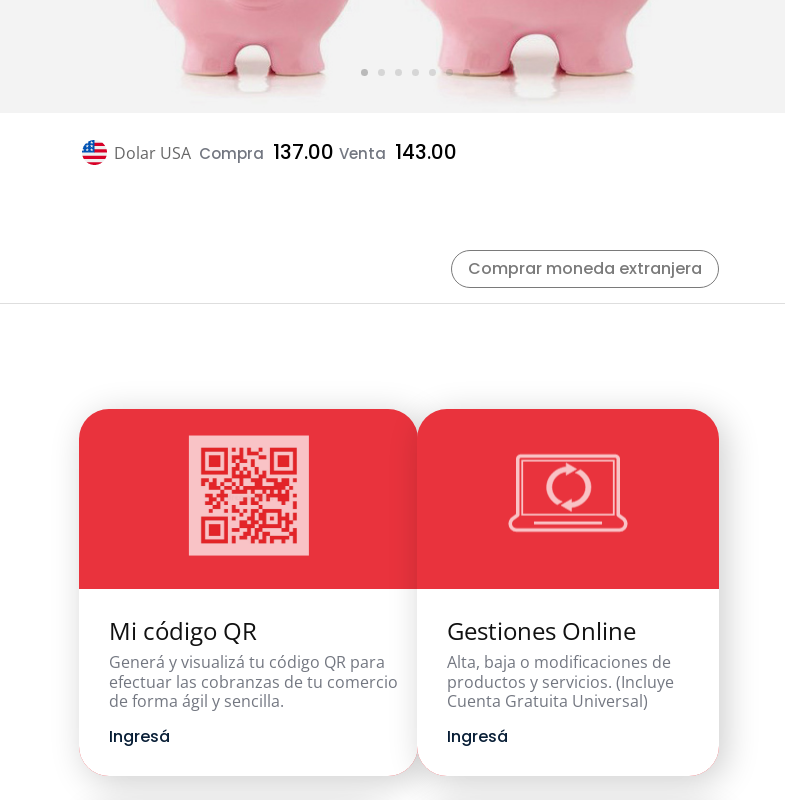 Dolar USA Compra 137.00 Venta 143.00
Comprar moneda extranjera
Mi código QR
Generá y visualizá tu código QR para
efectuar las cobranzas de tu comercio
de forma ágil y sencilla.
Ingresá
Gestiones Online
Alta, baja o modificaciones de
productos y servicios. (Incluye
Cuenta Gratuita Universal)
Ingresá